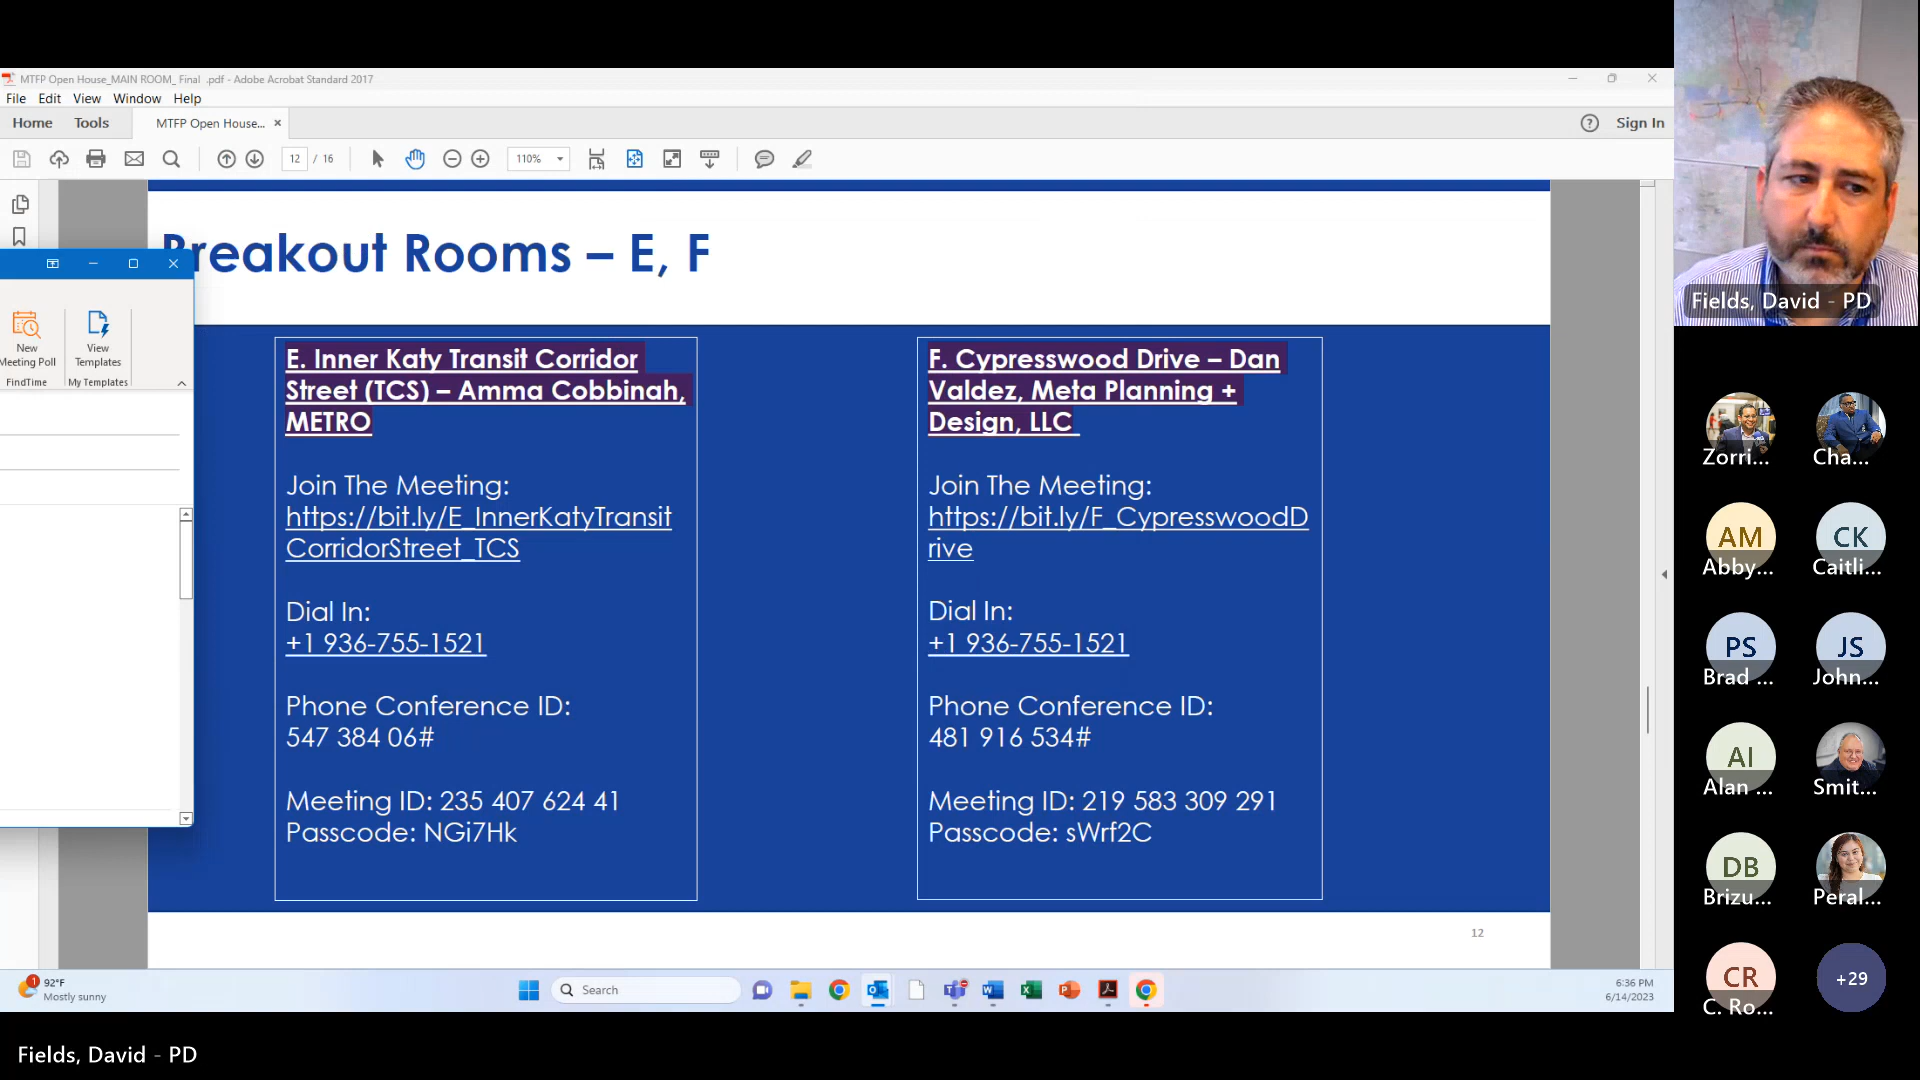 MTFP Open House_MAIN ROOM_ Final .pdf - Adobe Acrobat Standard 2017
File Edit View Window Help
Home Tools MTFP Open House... × Sign In
12 / 16 110%
Breakout Rooms – E, F
New
Meeting Poll
FindTime
View
Templates
My Templates
E. Inner Katy Transit Corridor
Street (TCS) – Amma Cobbinah,
METRO
Join The Meeting:
https://bit.ly/E_InnerKatyTransit
CorridorStreet_TCS
Dial In:
+1 936-755-1521
Phone Conference ID:
547 384 06#
Meeting ID: 235 407 624 41
Passcode: NGi7Hk
F. Cypresswood Drive – Dan
Valdez, Meta Planning +
Design, LLC
Join The Meeting:
https://bit.ly/F_CypresswoodD
rive
Dial In:
+1 936-755-1521
Phone Conference ID:
481 916 534#
Meeting ID: 219 583 309 291
Passcode: sWrf2C
12
1
92°F
Mostly sunny
Search
6:36 PM
6/14/2023
Fields, David - PD
Fields, David - PD
Zorri...
Cha...
AM
Abby...
CK
Caitli...
PS
Brad ...
JS
John...
AI
Alan ...
Smit...
DB
Brizu...
Peral...
CR
C. Ro...
+29